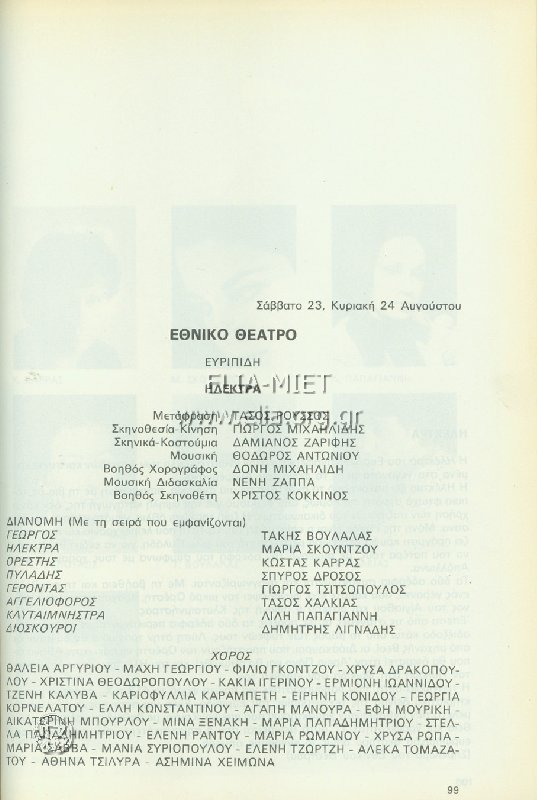 Σάββατο 23, Κυριακή 24 Αυγούστου
ΕΘΝΙΚΟ ΘΕΑΤΡΟ
ΕΥΡΙΠΙΔΗ
ΗΛΕΚΤΡΑ
ELIA-MIET
www.elia.org.gr
Μετάφραση ΤΑΣΟΣ ΡΟΥΣΣΟΣ
Σκηνοθεσία-Κίνηση ΓΙΩΡΓΟΣ ΜΙΧΑΗΛΙΔΗΣ
Σκηνικά-Κοστούμια ΔΑΜΙΑΝΟΣ ΖΑΡΙΦΗΣ
Μουσική ΘΟΔΩΡΟΣ ΑΝΤΩΝΙΟΥ
Βοηθός Χορογράφος ΔΟΝΗ ΜΙΧΑΗΛΙΔΗ
Μουσική Διδασκαλία ΝΕΝΗ ΖΑΠΠΑ
Βοηθός Σκηνοθέτη ΧΡΙΣΤΟΣ ΚΟΚΚΙΝΟΣ
ΔΙΑΝΟΜΗ (Με τη σειρά που εμφανίζονται)
ΓΕΩΡΓΟΣ ΤΑΚΗΣ ΒΟΥΛΑΛΑΣ
ΗΛΕΚΤΡΑ ΜΑΡΙΑ ΣΚΟΥΝΤΖΟΥ
ΟΡΕΣΤΗΣ ΚΩΣΤΑΣ ΚΑΡΡΑΣ
ΠΥΛΑΔΗΣ ΣΠΥΡΟΣ ΔΡΟΣΟΣ
ΓΕΡΟΝΤΑΣ ΓΙΩΡΓΟΣ ΤΣΙΤΣΟΠΟΥΛΟΣ
ΑΓΓΕΛΙΟΦΟΡΟΣ ΤΑΣΟΣ ΧΑΛΚΙΑΣ
ΚΛΥΤΑΙΜΝΗΣΤΡΑ ΛΙΛΗ ΠΑΠΑΓΙΑΝΝΗ
ΔΙΟΣΚΟΥΡΟΙ ΔΗΜΗΤΡΗΣ ΛΙΓΝΑΔΗΣ
ΧΟΡΟΣ
ΘΑΛΕΙΑ ΑΡΓΥΡΙΟΥ - ΜΑΧΗ ΓΕΩΡΓΙΟΥ - ΦΙΛΙΩ ΓΚΟΝΤΖΟΥ - ΧΡΥΣΑ ΔΡΑΚΟΠΟΥ-
ΛΟΥ - ΧΡΙΣΤΙΝΑ ΘΕΟΔΩΡΟΠΟΥΛΟΥ - ΚΑΚΙΑ ΙΓΕΡΙΝΟΥ - ΕΡΜΙΟΝΗ ΙΩΑΝΝΙΔΟΥ -
ΤΖΕΝΗ ΚΑΛΥΒΑ - ΚΑΡΙΟΦΥΛΛΙΑ ΚΑΡΑΜΠΕΤΗ - ΕΙΡΗΝΗ ΚΟΝΙΔΟΥ - ΓΕΩΡΓΙΑ
ΚΟΡΝΕΛΑΤΟΥ - ΕΛΛΗ ΚΩΝΣΤΑΝΤΙΝΟΥ - ΑΓΑΠΗ ΜΑΝΟΥΡΑ - ΕΦΗ ΜΟΥΡΙΚΗ -
ΑΙΚΑΤΕΡΙΝΗ ΜΠΟΥΡΛΟΥ - ΜΙΝΑ ΞΕΝΑΚΗ - ΜΑΡΙΑ ΠΑΠΑΔΗΜΗΤΡΙΟΥ - ΣΤΕΛ-
ΛΑ ΠΑΠΑΔΗΜΗΤΡΙΟΥ - ΕΛΕΝΗ ΡΑΝΤΟΥ - ΜΑΡΙΑ ΡΩΜΑΝΟΥ - ΧΡΥΣΑ ΡΩΠΑ -
ΜΑΡΙΑ ΣΑΒΒΑ - ΜΑΝΙΑ ΣΥΡΙΟΠΟΥΛΟΥ - ΕΛΕΝΗ ΤΖΩΡΤΖΗ - ΑΛΕΚΑ ΤΟΜΑΖΑ-
ΤΟΥ - ΑΘΗΝΑ ΤΣΙΛΥΡΑ - ΑΣΗΜΙΝΑ ΧΕΙΜΩΝΑ
99